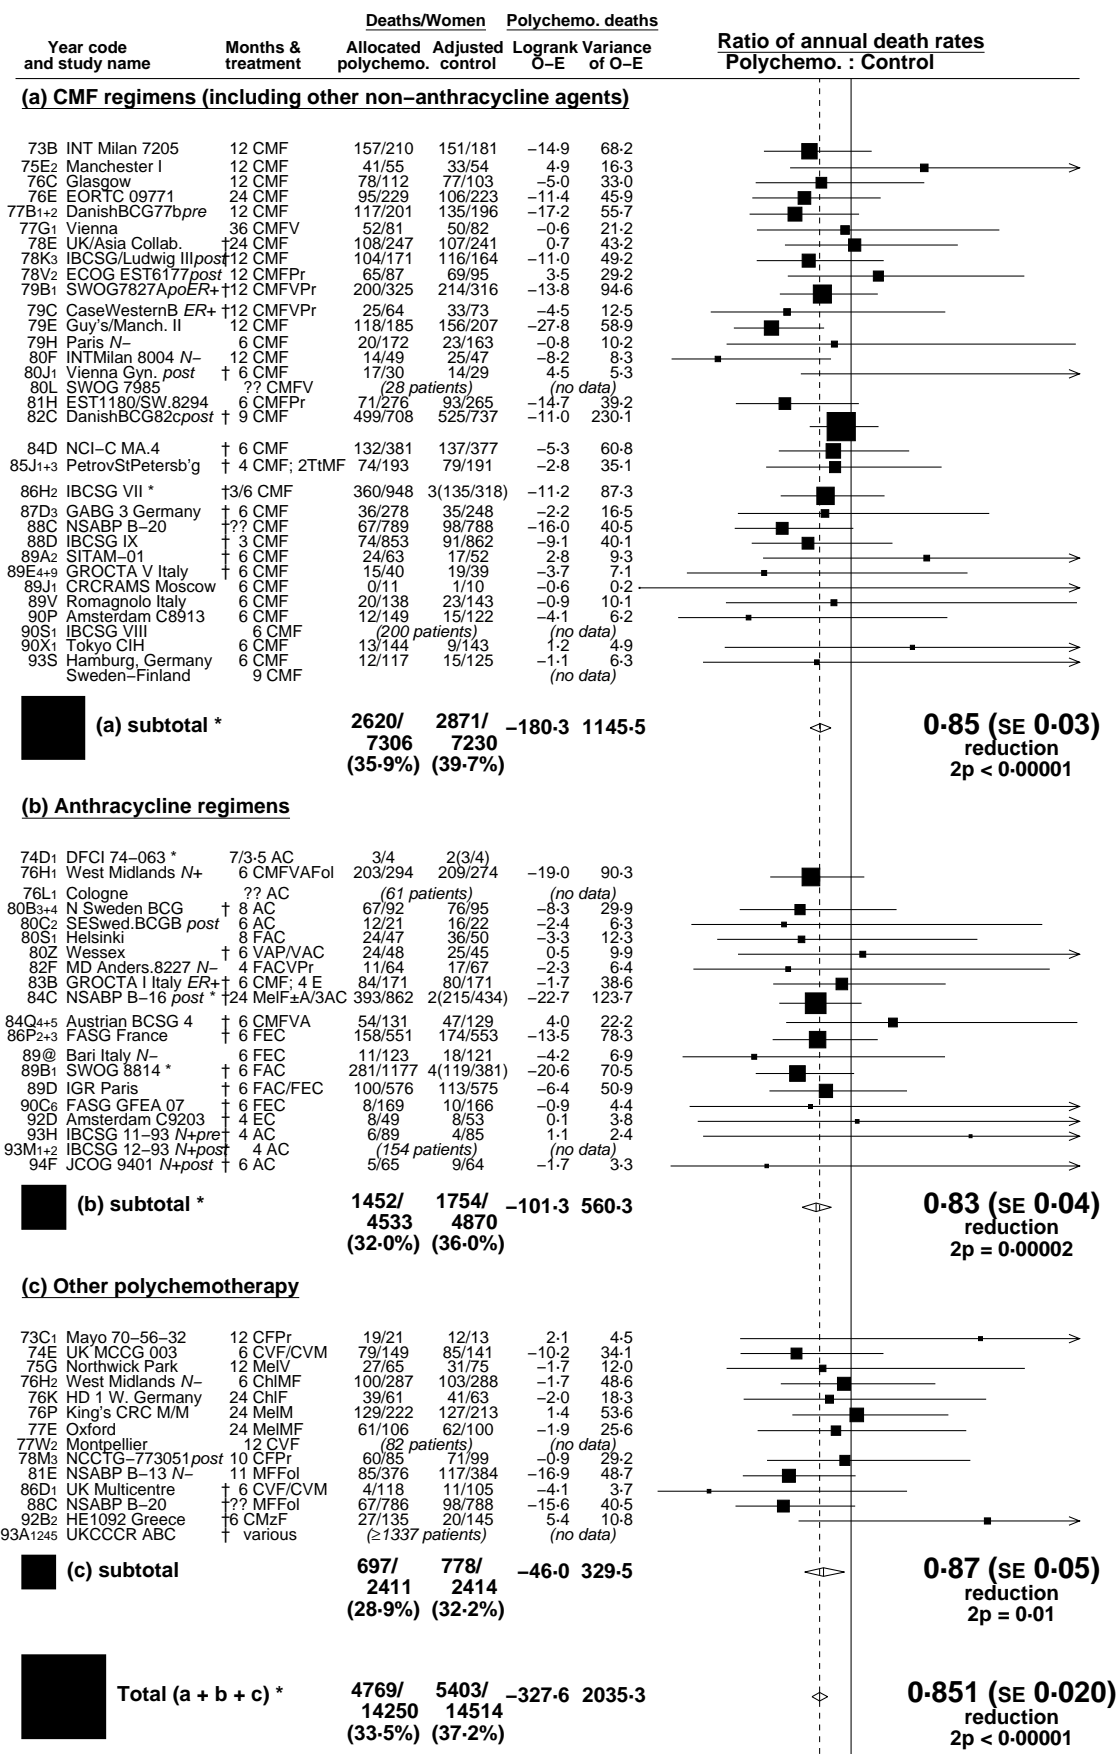 Deaths/Women Polychemo. deaths
Year code Months & Allocated Adjusted Logrank Variance Ratio of annual death rates
and study name treatment polychemo. control O–E of O–E Polychemo. : Control
(a) CMF regimens (including other non–anthracycline agents)
73B INT Milan 7205 12 CMF 157/210 151/181 –14·9 68·2
75E2 Manchester I 12 CMF 41/55 33/54 4·9 16·3
76C Glasgow 12 CMF 78/112 77/103 –5·0 33·0
76E EORTC 09771 24 CMF 95/229 106/223 –11·4 45·9
77B1+2 DanishBCG77bpre 12 CMF 117/201 135/196 –17·2 55·7
77G1 Vienna 36 CMFV 52/81 50/82 –0·6 21·2
78E UK/Asia Collab. †24 CMF 108/247 107/241 0·7 43·2
78K3 IBCSG/Ludwig IIIpost†12 CMF 104/171 116/164 –11·0 49·2
78V2 ECOG EST6177post 12 CMFPr 65/87 69/95 3·5 29·2
79B1 SWOG7827ApoER+ †12 CMFVPr 200/325 214/316 –13·8 94·6
79C CaseWesternB ER+ †12 CMFVPr 25/64 33/73 –4·5 12·5
79E Guy's/Manch. II 12 CMF 118/185 156/207 –27·8 58·9
79H Paris N– 6 CMF 20/172 23/163 –0·8 10·2
80F INTMilan 8004 N– 12 CMF 14/49 25/47 –8·2 8·3
80J1 Vienna Gyn. post † 6 CMF 17/30 14/29 4·5 5·3
80L SWOG 7985 ?? CMFV (28 patients) (no data)
81H EST1180/SW.8294 6 CMFPr 71/276 93/265 –14·7 39·2
82C DanishBCG82cpost † 9 CMF 499/708 525/737 –11·0 230·1
84D NCI–C MA.4 † 6 CMF 132/381 137/377 –5·3 60·8
85J1+3 PetrovStPetersb'g † 4 CMF; 2TtMF 74/193 79/191 –2·8 35·1
86H2 IBCSG VII * †3/6 CMF 360/948 3(135/318) –11·2 87·3
87D3 GABG 3 Germany † 6 CMF 36/278 35/248 –2·2 16·5
88C NSABP B–20 †?? CMF 67/789 98/788 –16·0 40·5
88D IBCSG IX † 3 CMF 74/853 91/862 –9·1 40·1
89A2 SITAM–01 † 6 CMF 24/63 17/52 2·8 9·3
89E4+9 GROCTA V Italy † 6 CMF 15/40 19/39 –3·7 7·1
89J1 CRCRAMS Moscow 6 CMF 0/11 1/10 –0·6 0·2
89V Romagnolo Italy 6 CMF 20/138 23/143 –0·9 10·1
90P Amsterdam C8913 6 CMF 12/149 15/122 –4·1 6·2
90S1 IBCSG VIII 6 CMF (200 patients) (no data)
90X1 Tokyo CIH 6 CMF 13/144 9/143 1·2 4·9
93S Hamburg, Germany 6 CMF 12/117 15/125 –1·1 6·3
Sweden–Finland 9 CMF (no data)
(a) subtotal * 2620/ 2871/ –180·3 1145·5 0·85 (SE 0·03)
7306 7230 reduction
(35·9%) (39·7%) 2p < 0·00001
(b) Anthracycline regimens
74D1 DFCI 74–063 * 7/3·5 AC 3/4 2(3/4)
76H1 West Midlands N+ 6 CMFVAFol 203/294 209/274 –19·0 90·3
76L1 Cologne ?? AC (61 patients) (no data)
80B3+4 N Sweden BCG † 8 AC 67/92 76/95 –8·3 29·9
80C2 SESwed.BCGB post 6 AC 12/21 16/22 –2·4 6·3
80S1 Helsinki 8 FAC 24/47 36/50 –3·3 12·3
80Z Wessex † 6 VAP/VAC 24/48 25/45 0·5 9·9
82F MD Anders.8227 N– 4 FACVPr 11/64 17/67 –2·3 6·4
83B GROCTA I Italy ER+† 6 CMF; 4 E 84/171 80/171 –1·7 38·6
84C NSABP B–16 post * †24 MelF±A/3AC 393/862 2(215/434) –22·7 123·7
84Q4+5 Austrian BCSG 4 † 6 CMFVA 54/131 47/129 4·0 22·2
86P2+3 FASG France † 6 FEC 158/551 174/553 –13·5 78·3
89@ Bari Italy N– 6 FEC 11/123 18/121 –4·2 6·9
89B1 SWOG 8814 * † 6 FAC 281/1177 4(119/381) –20·6 70·5
89D IGR Paris † 6 FAC/FEC 100/576 113/575 –6·4 50·9
90C6 FASG GFEA 07 † 6 FEC 8/169 10/166 –0·9 4·4
92D Amsterdam C9203 † 4 EC 8/49 8/53 0·1 3·8
93H IBCSG 11–93 N+pre† 4 AC 6/89 4/85 1·1 2·4
93M1+2 IBCSG 12–93 N+post† 4 AC (154 patients) (no data)
94F JCOG 9401 N+post † 6 AC 5/65 9/64 –1·7 3·3
(b) subtotal * 1452/ 1754/ –101·3 560·3 0·83 (SE 0·04)
4533 4870 reduction
(32·0%) (36·0%) 2p = 0·00002
(c) Other polychemotherapy
73C1 Mayo 70–56–32 12 CFPr 19/21 12/13 2·1 4·5
74E UK MCCG 003 6 CVF/CVM 79/149 85/141 –10·2 34·1
75G Northwick Park 12 MelV 27/65 31/75 –1·7 12·0
76H2 West Midlands N– 6 ChlMF 100/287 103/288 –1·7 48·6
76K HD 1 W. Germany 24 ChlF 39/61 41/63 –2·0 18·3
76P King's CRC M/M 24 MelM 129/222 127/213 1·4 53·6
77E Oxford 24 MelMF 61/106 62/100 –1·9 25·6
77W2 Montpellier 12 CVF (82 patients) (no data)
78M3 NCCTG–773051post 10 CFPr 60/85 71/99 –0·9 29·2
81E NSABP B–13 N– 11 MFFol 85/376 117/384 –16·9 48·7
86D1 UK Multicentre † 6 CVF/CVM 4/118 11/105 –4·1 3·7
88C NSABP B–20 †?? MFFol 67/786 98/788 –15·6 40·5
92B2 HE1092 Greece †6 CMzF 27/135 20/145 5·4 10·8
93A1245 UKCCCR ABC † various (≥1337 patients) (no data)
(c) subtotal 697/ 778/ –46·0 329·5 0·87 (SE 0·05)
2411 2414 reduction
(28·9%) (32·2%) 2p = 0·01
Total (a + b + c) * 4769/ 5403/ –327·6 2035·3 0·851 (SE 0·020)
14250 14514 reduction
(33·5%) (37·2%) 2p < 0·00001